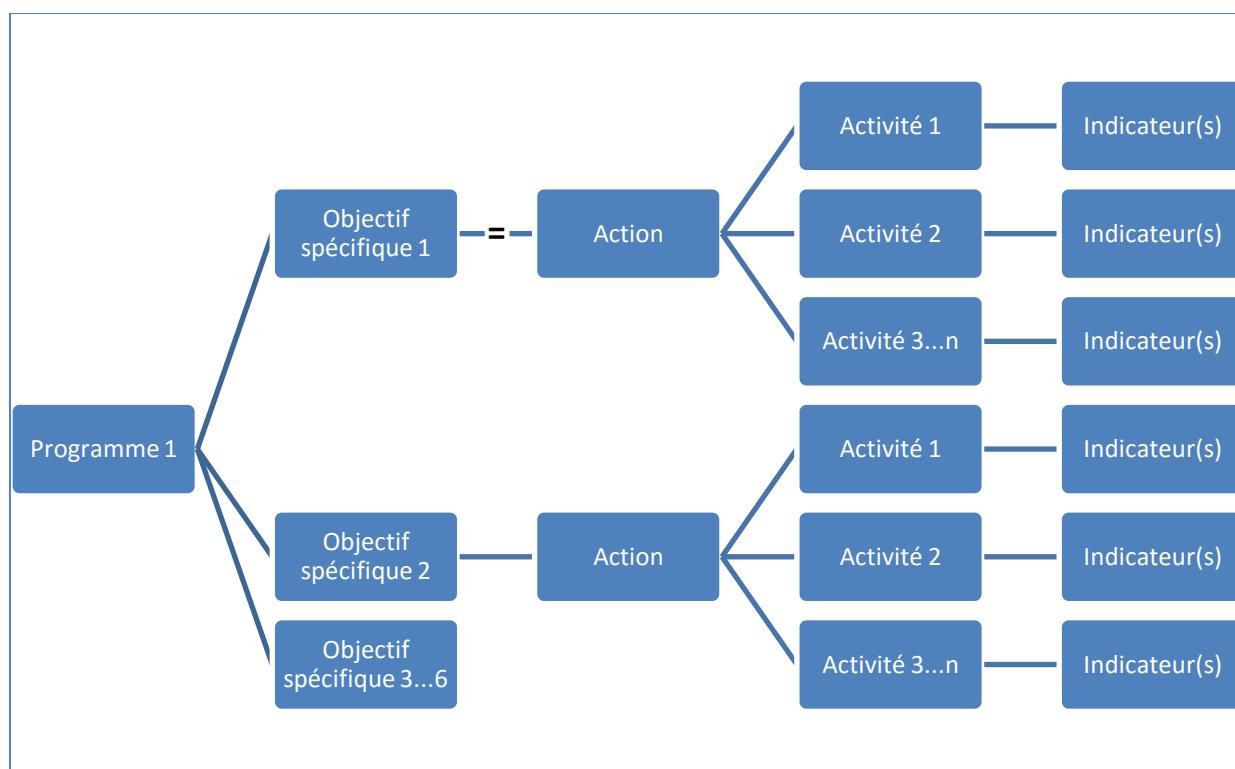 Activité 1
Indicateur(s)
Objectif
spécifique 1
=
Action
Activité 2
Indicateur(s)
Activité 3...n
Indicateur(s)
Programme 1
Activité 1
Indicateur(s)
Objectif
spécifique 2
Action
Activité 2
Indicateur(s)
Objectif
spécifique 3...6
Activité 3...n
Indicateur(s)